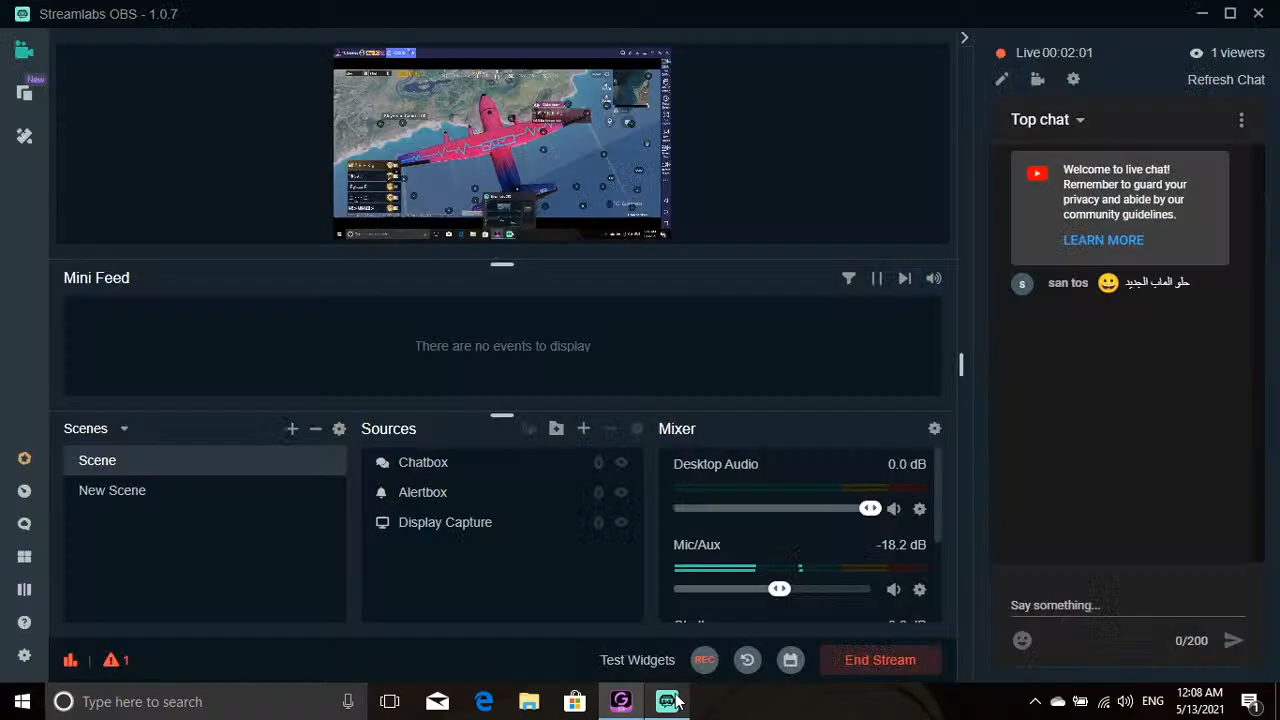 Streamlabs OBS - 1.0.7
Live 00:02:01
1 viewers
Refresh Chat
New
Top chat
Welcome to live chat!
Remember to guard your
privacy and abide by our
community guidelines.
LEARN MORE
s san tos 😀 حلو الماب الجديد
Mini Feed
There are no events to display
Scenes
Scene
New Scene
Sources
Chatbox
Alertbox
Display Capture
Mixer
Desktop Audio 0.0 dB
Mic/Aux -18.2 dB
Say something...
0/200
1
Test Widgets
REC
End Stream
Type here to search
ENG
12:08 AM
5/13/2021
1